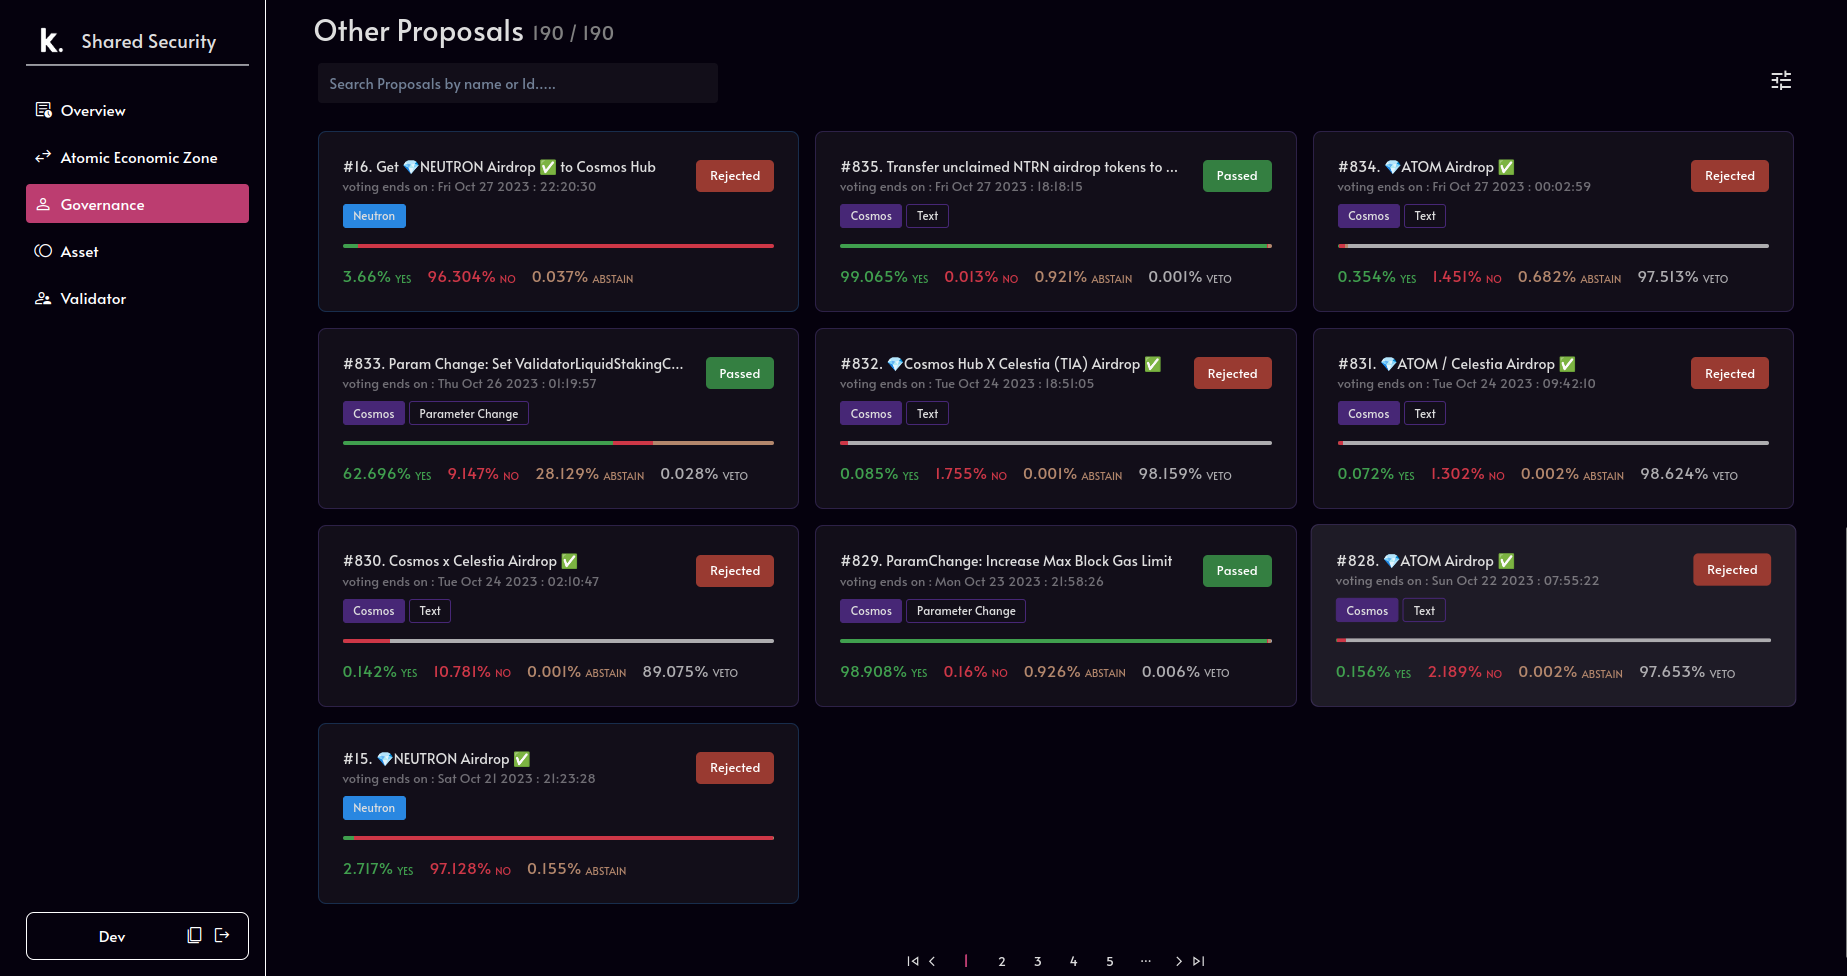 k. Shared Security
Overview
Atomic Economic Zone
Governance
Asset
Validator
Dev
Other Proposals 190 / 190
Search Proposals by name or Id.....
#16. Get 💎NEUTRON Airdrop ✅ to Cosmos Hub
Rejected
voting ends on : Fri Oct 27 2023 : 22:20:30
Neutron
3.66% YES 96.304% NO 0.037% ABSTAIN
#835. Transfer unclaimed NTRN airdrop tokens to ...
Passed
voting ends on : Fri Oct 27 2023 : 18:18:15
Cosmos Text
99.065% YES 0.013% NO 0.921% ABSTAIN 0.001% VETO
#834. 💎ATOM Airdrop ✅
Rejected
voting ends on : Fri Oct 27 2023 : 00:02:59
Cosmos Text
0.354% YES 1.451% NO 0.682% ABSTAIN 97.513% VETO
#833. Param Change: Set ValidatorLiquidStakingC...
Passed
voting ends on : Thu Oct 26 2023 : 01:19:57
Cosmos Parameter Change
62.696% YES 9.147% NO 28.129% ABSTAIN 0.028% VETO
#832. 💎Cosmos Hub X Celestia (TIA) Airdrop ✅
Rejected
voting ends on : Tue Oct 24 2023 : 18:51:05
Cosmos Text
0.085% YES 1.755% NO 0.001% ABSTAIN 98.159% VETO
#831. 💎ATOM / Celestia Airdrop ✅
Rejected
voting ends on : Tue Oct 24 2023 : 09:42:10
Cosmos Text
0.072% YES 1.302% NO 0.002% ABSTAIN 98.624% VETO
#830. Cosmos x Celestia Airdrop ✅
Rejected
voting ends on : Tue Oct 24 2023 : 02:10:47
Cosmos Text
0.142% YES 10.781% NO 0.001% ABSTAIN 89.075% VETO
#829. ParamChange: Increase Max Block Gas Limit
Passed
voting ends on : Mon Oct 23 2023 : 21:58:26
Cosmos Parameter Change
98.908% YES 0.16% NO 0.926% ABSTAIN 0.006% VETO
#828. 💎ATOM Airdrop ✅
Rejected
voting ends on : Sun Oct 22 2023 : 07:55:22
Cosmos Text
0.156% YES 2.189% NO 0.002% ABSTAIN 97.653% VETO
#15. 💎NEUTRON Airdrop ✅
Rejected
voting ends on : Sat Oct 21 2023 : 21:23:28
Neutron
2.717% YES 97.128% NO 0.155% ABSTAIN
1 2 3 4 5 ...